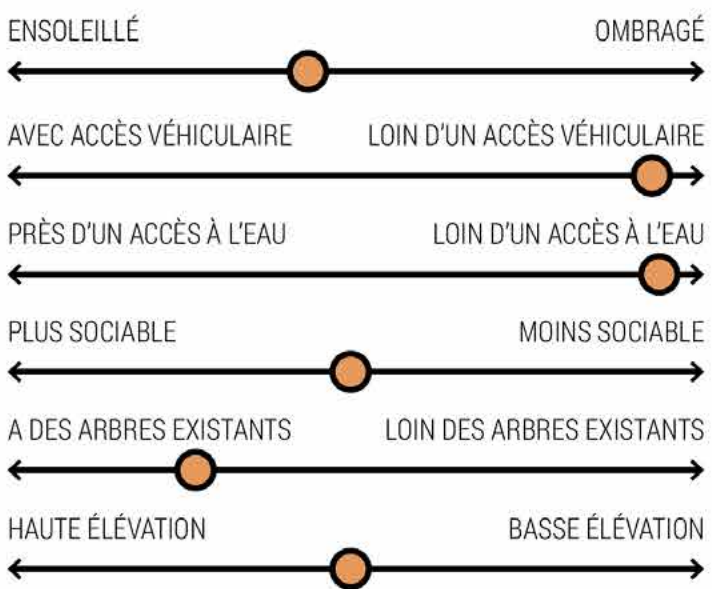 ENSOLEILLÉ OMBRAGÉ
AVEC ACCÈS VÉHICULAIRE LOIN D'UN ACCÈS VÉHICULAIRE
PRÈS D'UN ACCÈS À L'EAU LOIN D'UN ACCÈS À L'EAU
PLUS SOCIABLE MOINS SOCIABLE
A DES ARBRES EXISTANTS LOIN DES ARBRES EXISTANTS
HAUTE ÉLÉVATION BASSE ÉLÉVATION